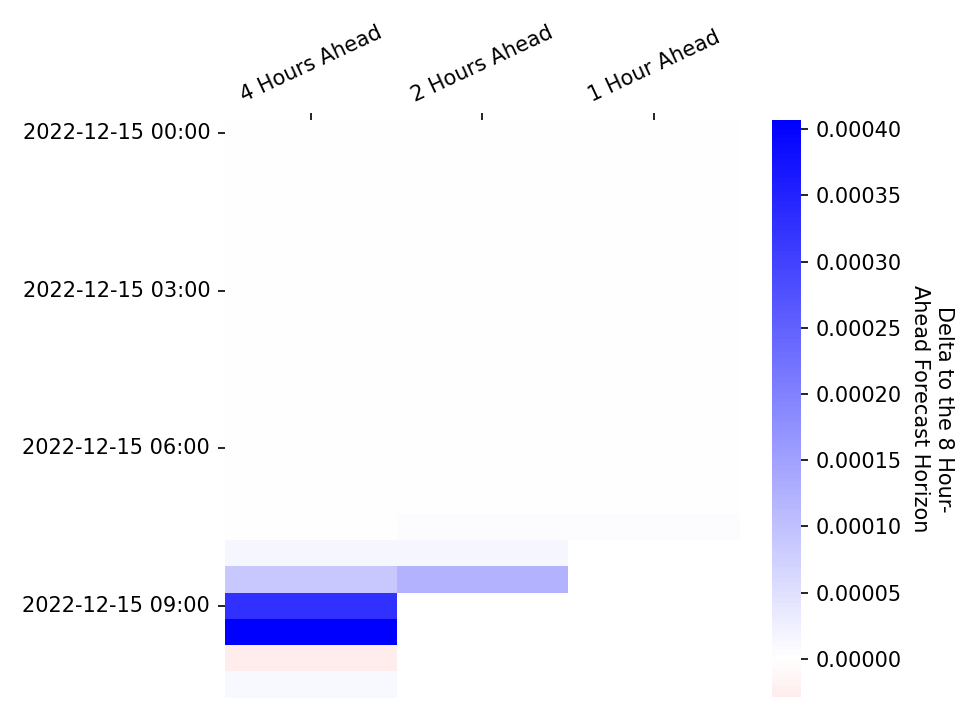 4 Hours Ahead
2 Hours Ahead
1 Hour Ahead
2022-12-15 00:00
2022-12-15 03:00
2022-12-15 06:00
2022-12-15 09:00
0.00040
0.00035
0.00030
0.00025
0.00020
0.00015
0.00010
0.00005
0.00000
Delta to the 8 Hour-
Ahead Forecast Horizon